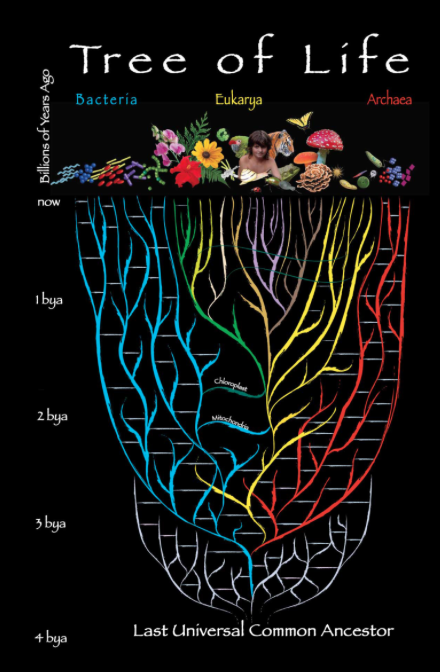 Tree of Life
Billions of Years Ago
Bacteria
Eukarya
Archaea
now
1 bya
Chloroplast
2 bya
Mitochondria
3 bya
Last Universal Common Ancestor
4 bya